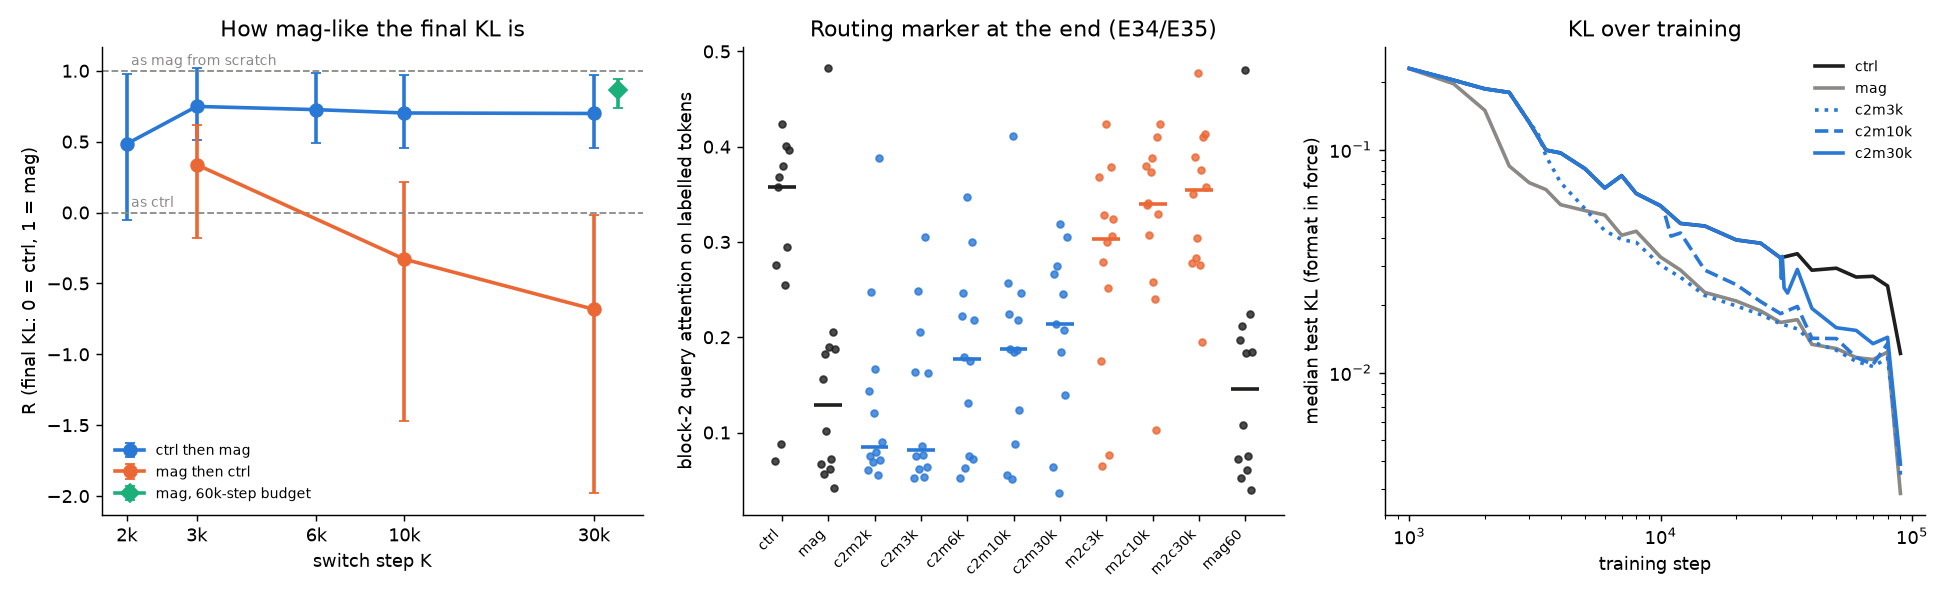 How mag-like the final KL is
R (final KL: 0 = ctrl, 1 = mag)
1.0
0.5
0.0
−0.5
−1.0
−1.5
−2.0
as mag from scratch
as ctrl
ctrl then mag
mag then ctrl
mag, 60k-step budget
2k
3k
6k
10k
30k
switch step K
Routing marker at the end (E34/E35)
block-2 query attention on labelled tokens
0.5
0.4
0.3
0.2
0.1
ctrl
mag
c2m2k
c2m3k
c2m6k
c2m10k
c2m30k
m2c3k
m2c10k
m2c30k
mag60
KL over training
median test KL (format in force)
10⁻¹
10⁻²
ctrl
mag
c2m3k
c2m10k
c2m30k
10³
10⁴
10⁵
training step